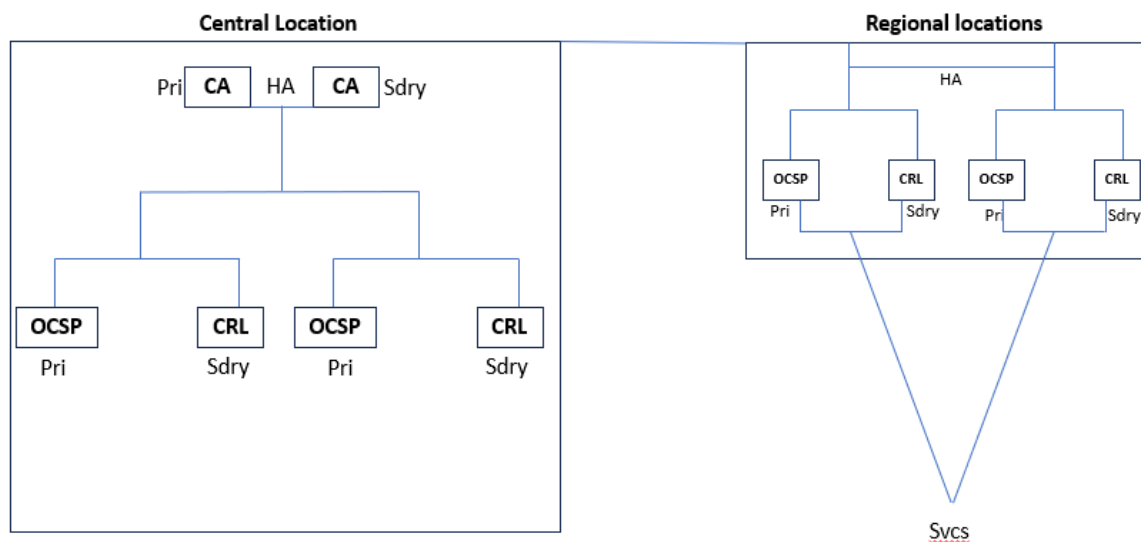 Central Location
Regional locations
Pri CA HA CA Sdry
HA
OCSP CRL OCSP CRL
Pri Sdry Pri Sdry
OCSP CRL OCSP CRL
Pri Sdry Pri Sdry
Svcs